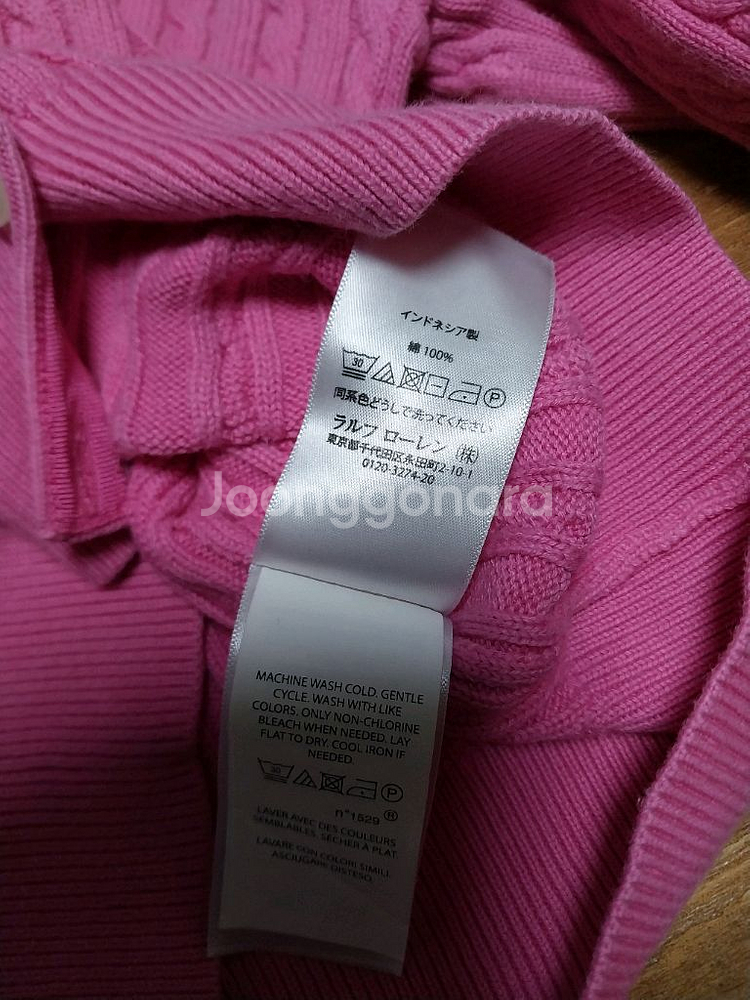 インドネシア製
綿 100%
30 P
同系色どうしで洗ってください
ラルフ ローレン (株)
東京都千代田区永田町2-10-1
0120-3274-20
Joonggonara
MACHINE WASH COLD. GENTLE
CYCLE. WASH WITH LIKE
COLORS. ONLY NON-CHLORINE
BLEACH WHEN NEEDED. LAY
FLAT TO DRY. COOL IRON IF
NEEDED.
30 P
n°1529 ®
LAVER AVEC DES COULEURS
SEMBLABLES. SECHER A PLAT.
LAVARE CON COLORI SIMILI.
ASCIUGARE DISTESO.